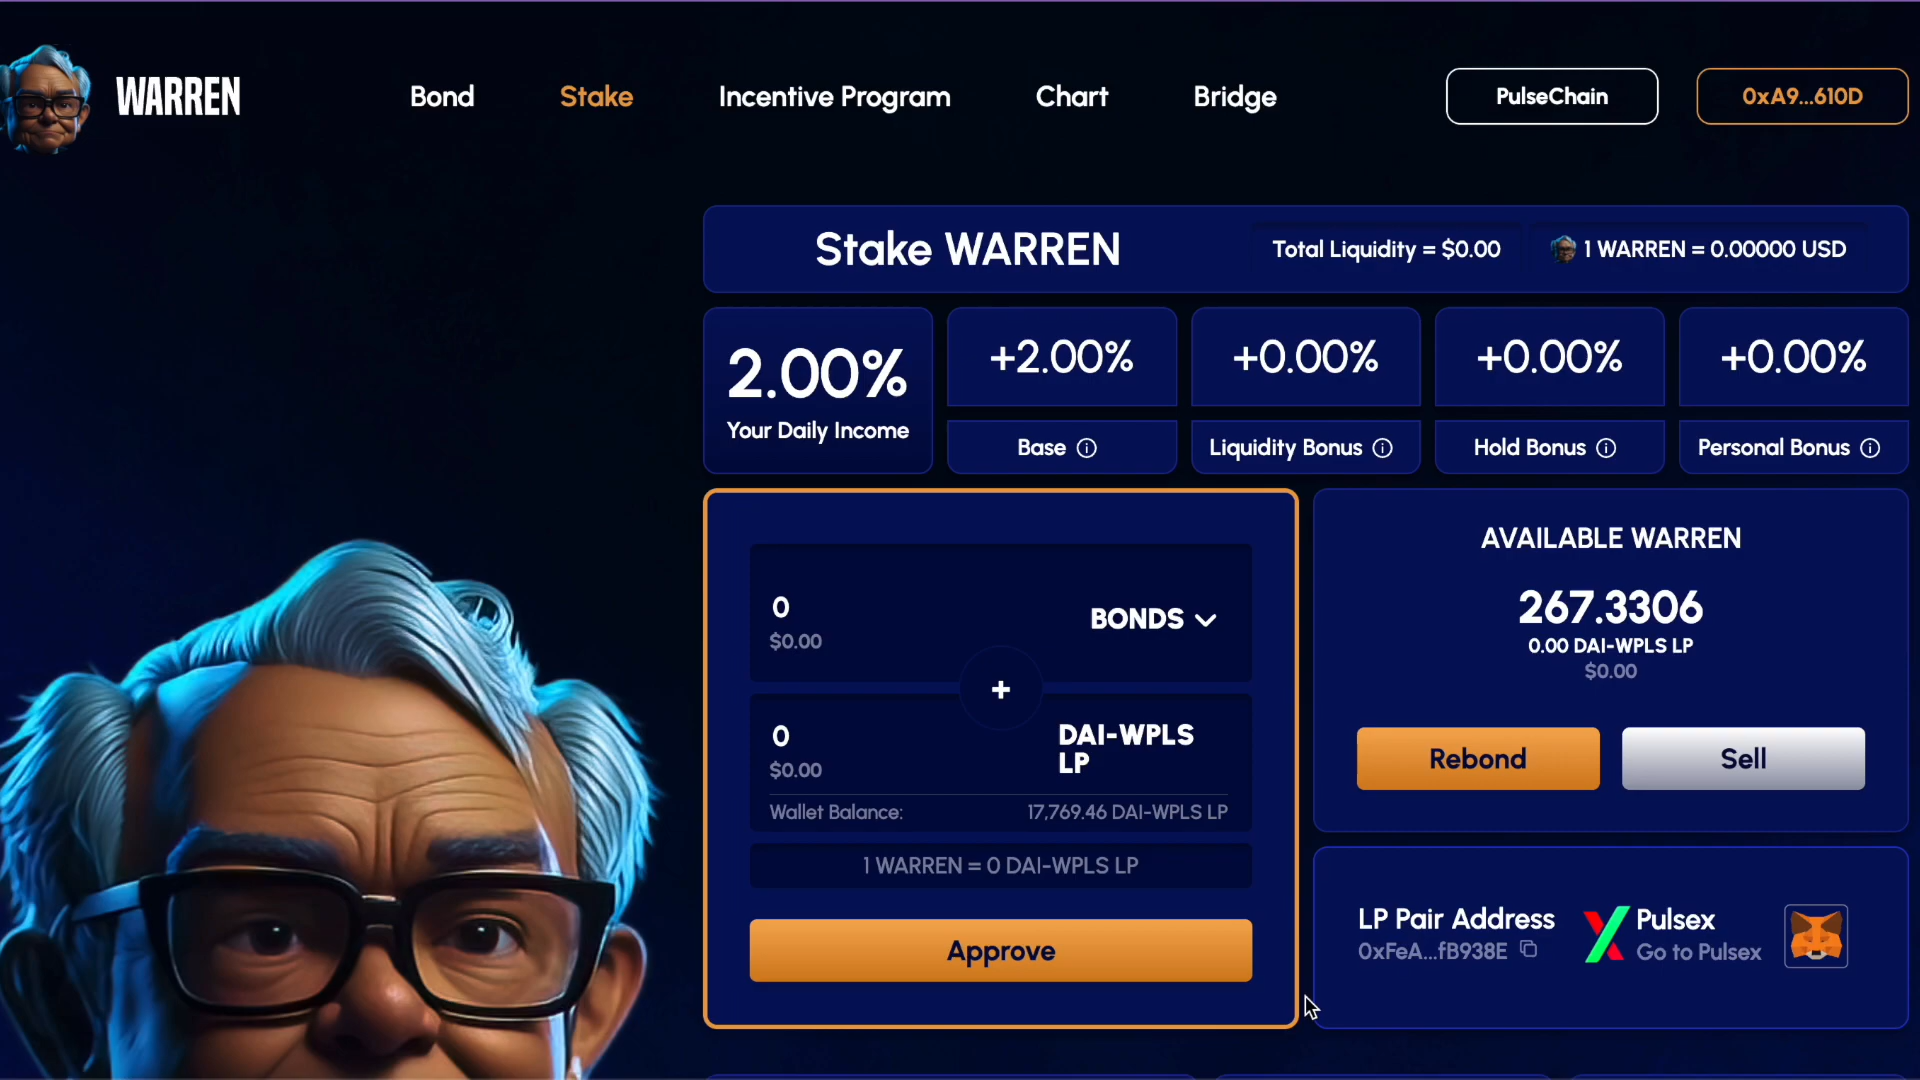 WARREN
Bond
Stake
Incentive Program
Chart
Bridge
PulseChain
0xA9...610D
Stake WARREN
Total Liquidity = $0.00
1 WARREN = 0.00000 USD
2.00%
Your Daily Income
+2.00%
Base
+0.00%
Liquidity Bonus
+0.00%
Hold Bonus
+0.00%
Personal Bonus
0
$0.00
BONDS
+
0
$0.00
DAI-WPLS
LP
Wallet Balance:
17,769.46 DAI-WPLS LP
1 WARREN = 0 DAI-WPLS LP
Approve
AVAILABLE WARREN
267.3306
0.00 DAI-WPLS LP
$0.00
Rebond
Sell
LP Pair Address
0xFeA...fB938E
Pulsex
Go to Pulsex